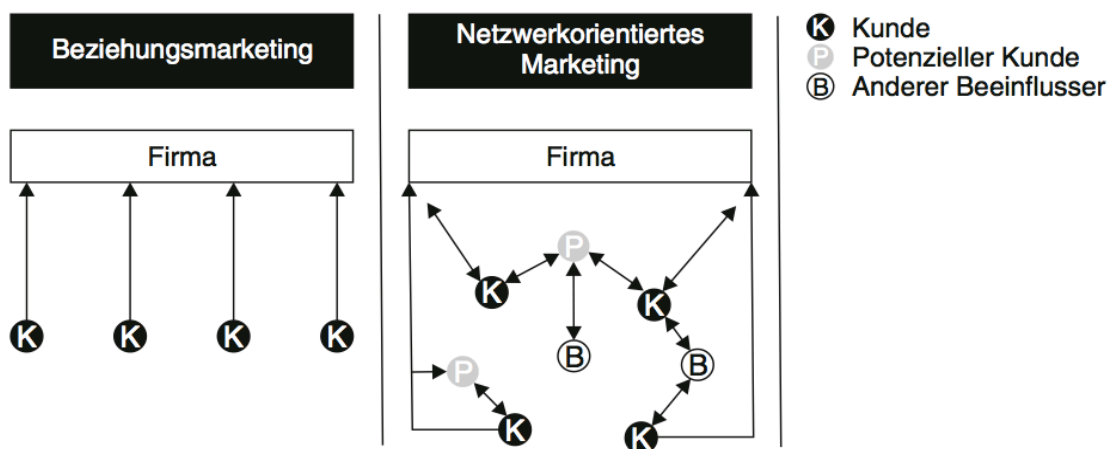 Beziehungsmarketing
Netzwerkorientiertes
Marketing
K Kunde
P Potenzieller Kunde
B Anderer Beeinflusser
Firma
Firma
P
K
K
K
K
K
K
B
P
B
K
K